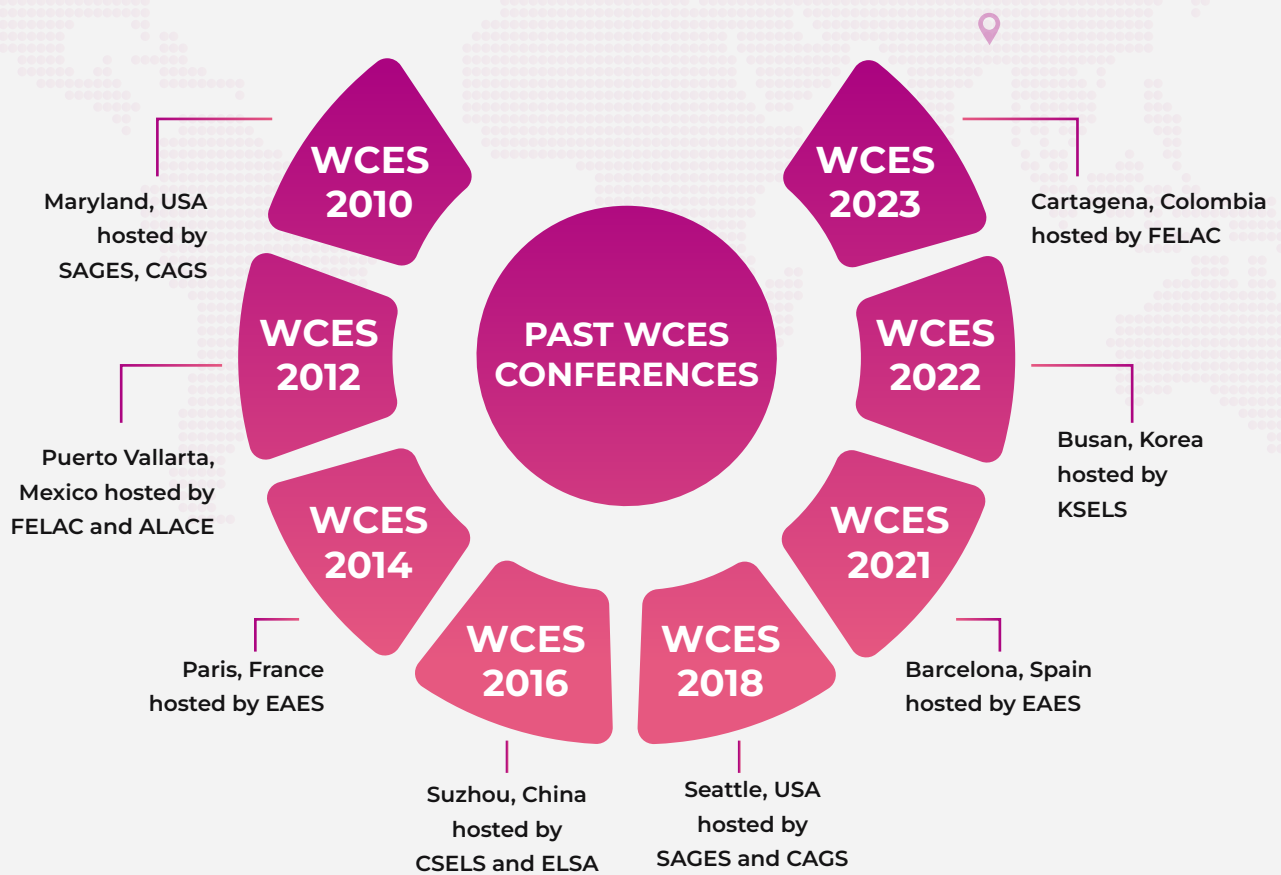 PAST WCES
CONFERENCES
WCES
2010
Maryland, USA
hosted by
SAGES, CAGS
WCES
2012
Puerto Vallarta,
Mexico hosted by
FELAC and ALACE
WCES
2014
Paris, France
hosted by EAES
WCES
2016
Suzhou, China
hosted by
CSELS and ELSA
WCES
2018
Seattle, USA
hosted by
SAGES and CAGS
WCES
2021
Barcelona, Spain
hosted by EAES
WCES
2022
Busan, Korea
hosted by
KSELS
WCES
2023
Cartagena, Colombia
hosted by FELAC